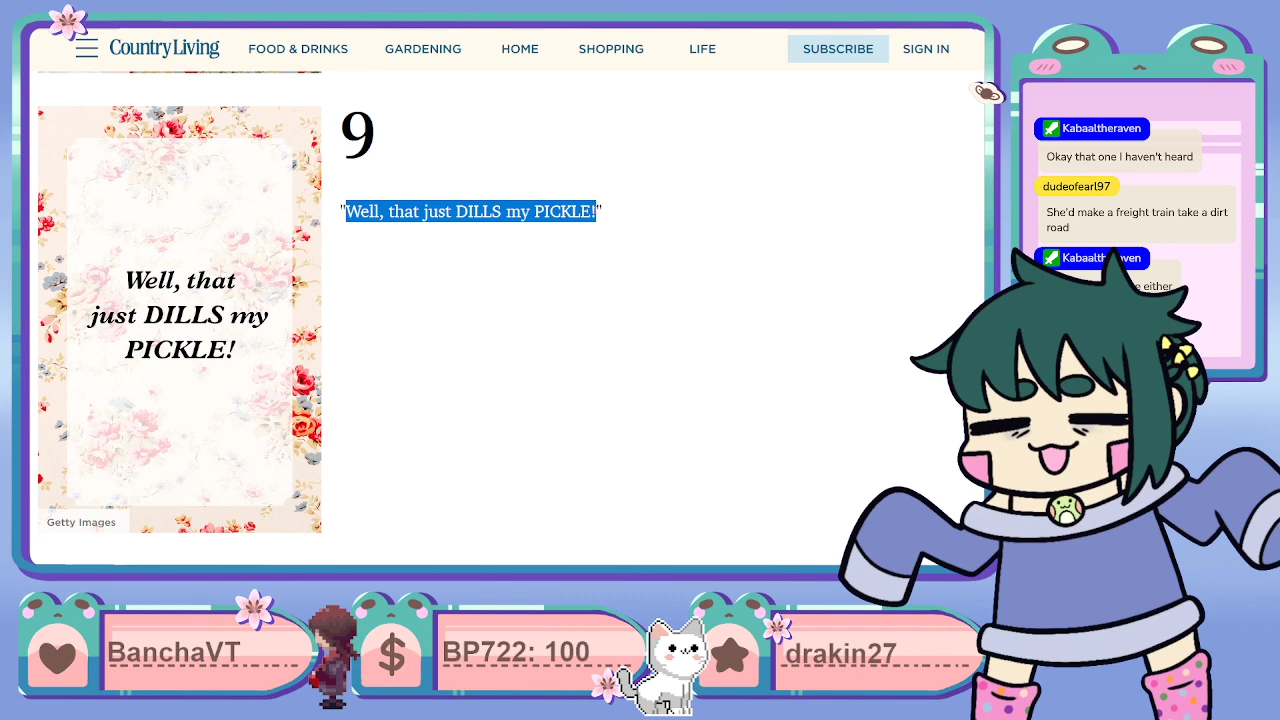 Country Living
FOOD & DRINKS
GARDENING
HOME
SHOPPING
LIFE
SUBSCRIBE
SIGN IN
9
"Well, that just DILLS my PICKLE!"
Well, that
just DILLS my
PICKLE!
Getty Images
Kabaaltheraven
Okay that one I haven't heard
dudeofearl97
She'd make a freight train take a dirt
road
either
BanchaVT
BP722: 100
drakin27